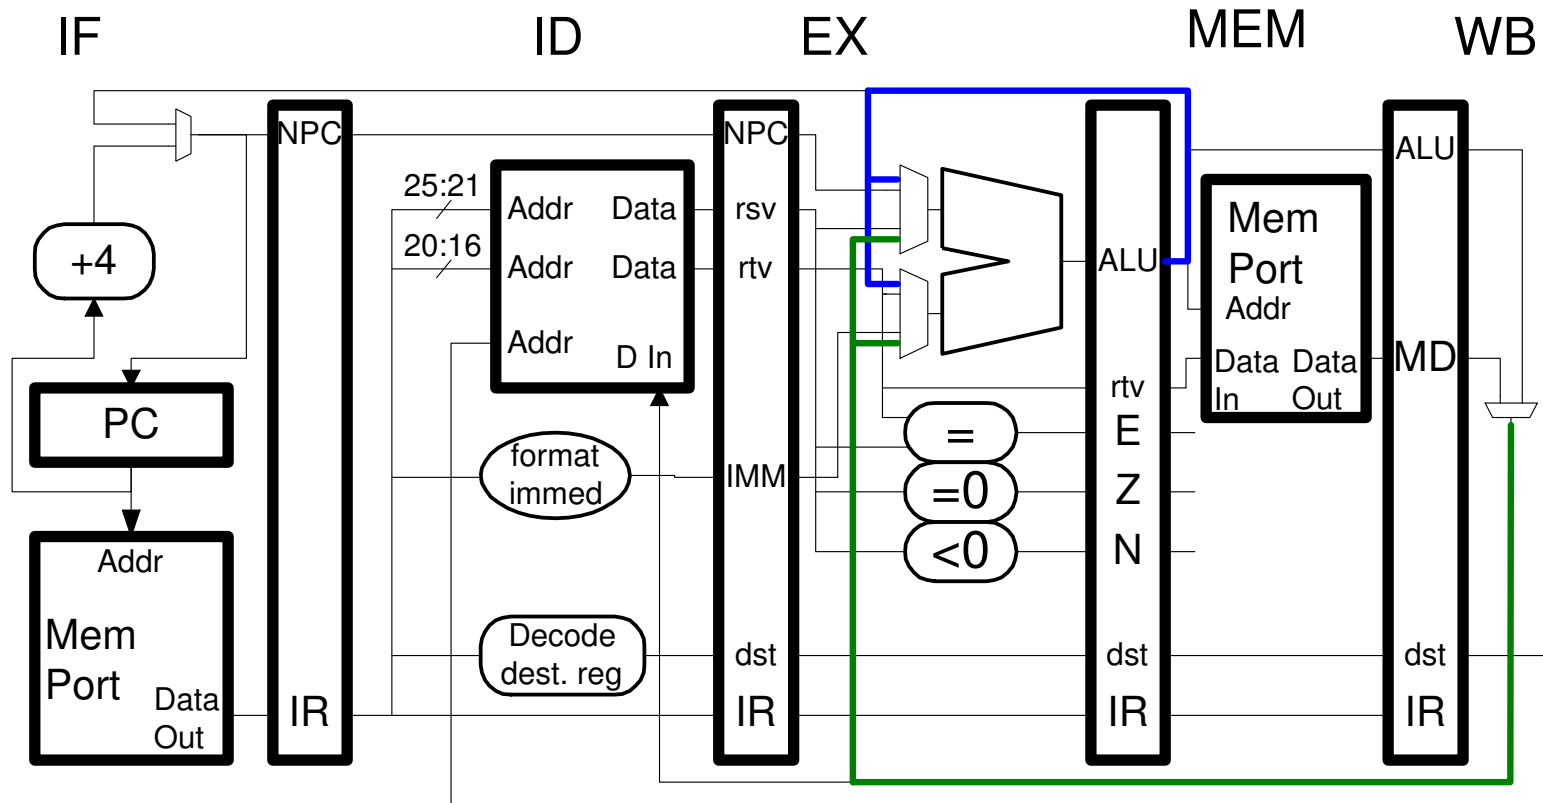 IF
ID
EX
MEM
WB
NPC
NPC
25:21
20:16
Addr
Data
Addr
Data
Addr
D In
rsv
rtv
ALU
ALU
Mem
Port
Addr
Data
In
Data
Out
MD
+4
PC
rtv
=
E
format
immed
IMM
=0
Z
<0
N
Addr
Mem
Port
Data
Out
IR
Decode
dest. reg
dst
dst
dst
IR
IR
IR